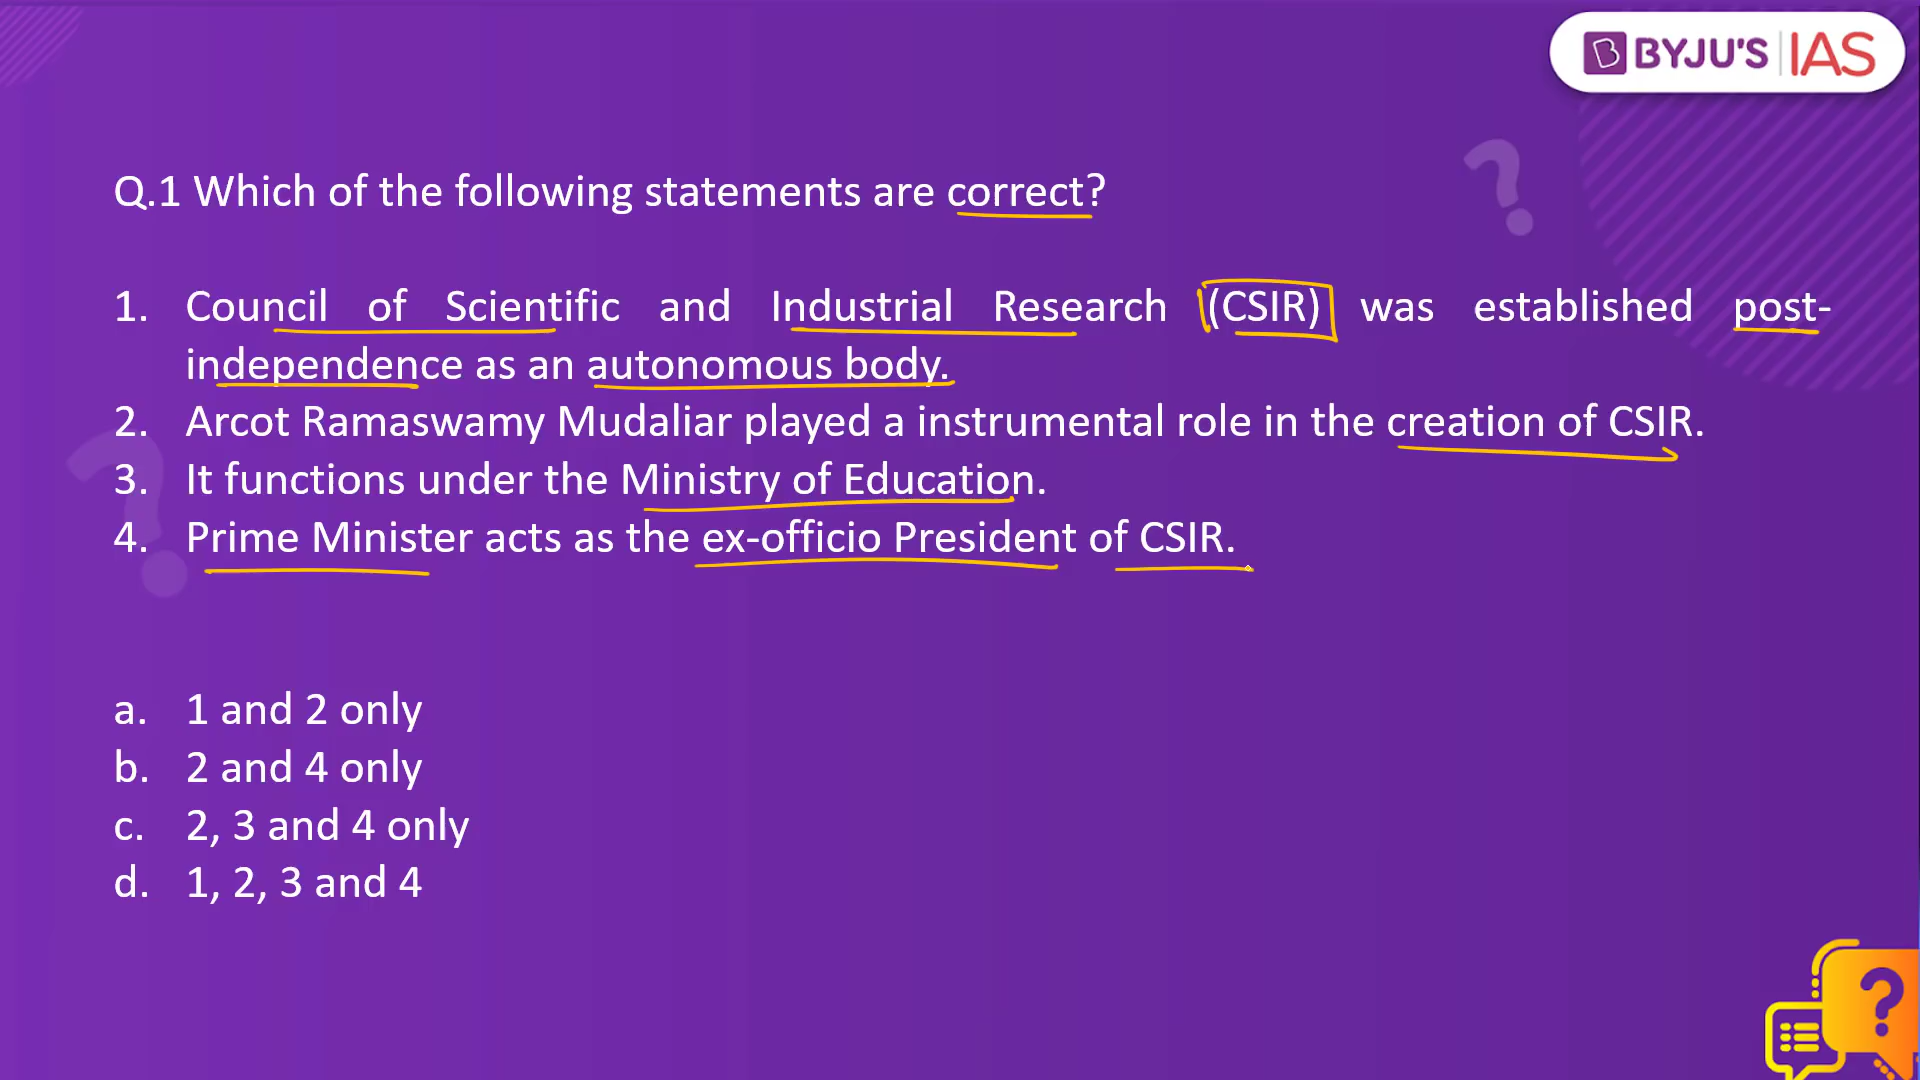 BYJU'S IAS
Q.1 Which of the following statements are correct?
1. Council of Scientific and Industrial Research (CSIR) was established post-
independence as an autonomous body.
2. Arcot Ramaswamy Mudaliar played a instrumental role in the creation of CSIR.
3. It functions under the Ministry of Education.
4. Prime Minister acts as the ex-officio President of CSIR.
a. 1 and 2 only
b. 2 and 4 only
c. 2, 3 and 4 only
d. 1, 2, 3 and 4